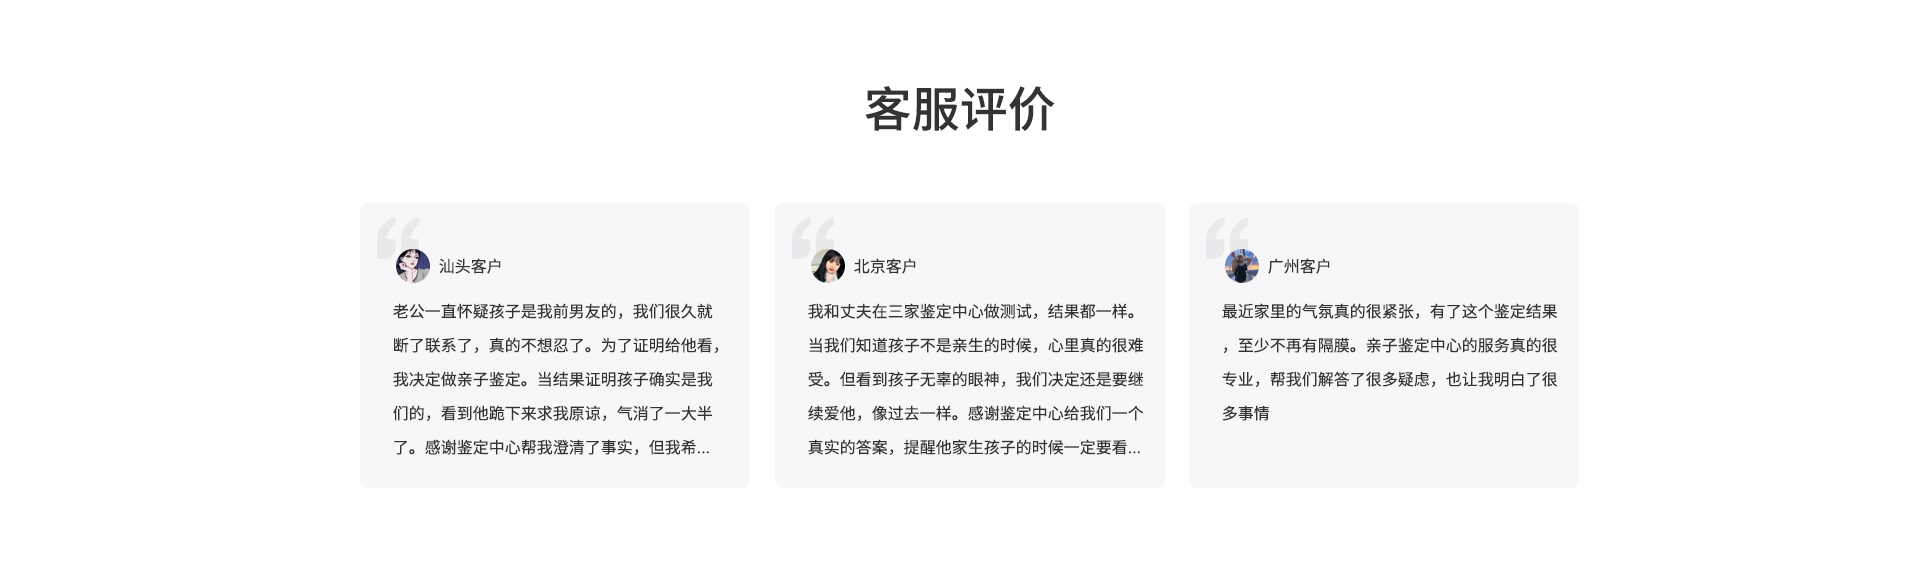 客服评价
汕头客户
老公一直怀疑孩子是我前男友的，我们很久就
断了联系了，真的不想忍了。为了证明给他看，
我决定做亲子鉴定。当结果证明孩子确实是我
们的，看到他跪下来求我原谅，气消了一大半
了。感谢鉴定中心帮我澄清了事实，但我希...
北京客户
我和丈夫在三家鉴定中心做测试，结果都一样。
当我们知道孩子不是亲生的时候，心里真的很难
受。但看到孩子无辜的眼神，我们决定还是要继
续爱他，像过去一样。感谢鉴定中心给我们一个
真实的答案，提醒他家生孩子的时候一定要看...
广州客户
最近家里的气氛真的很紧张，有了这个鉴定结果
，至少不再有隔膜。亲子鉴定中心的服务真的很
专业，帮我们解答了很多疑虑，也让我明白了很
多事情